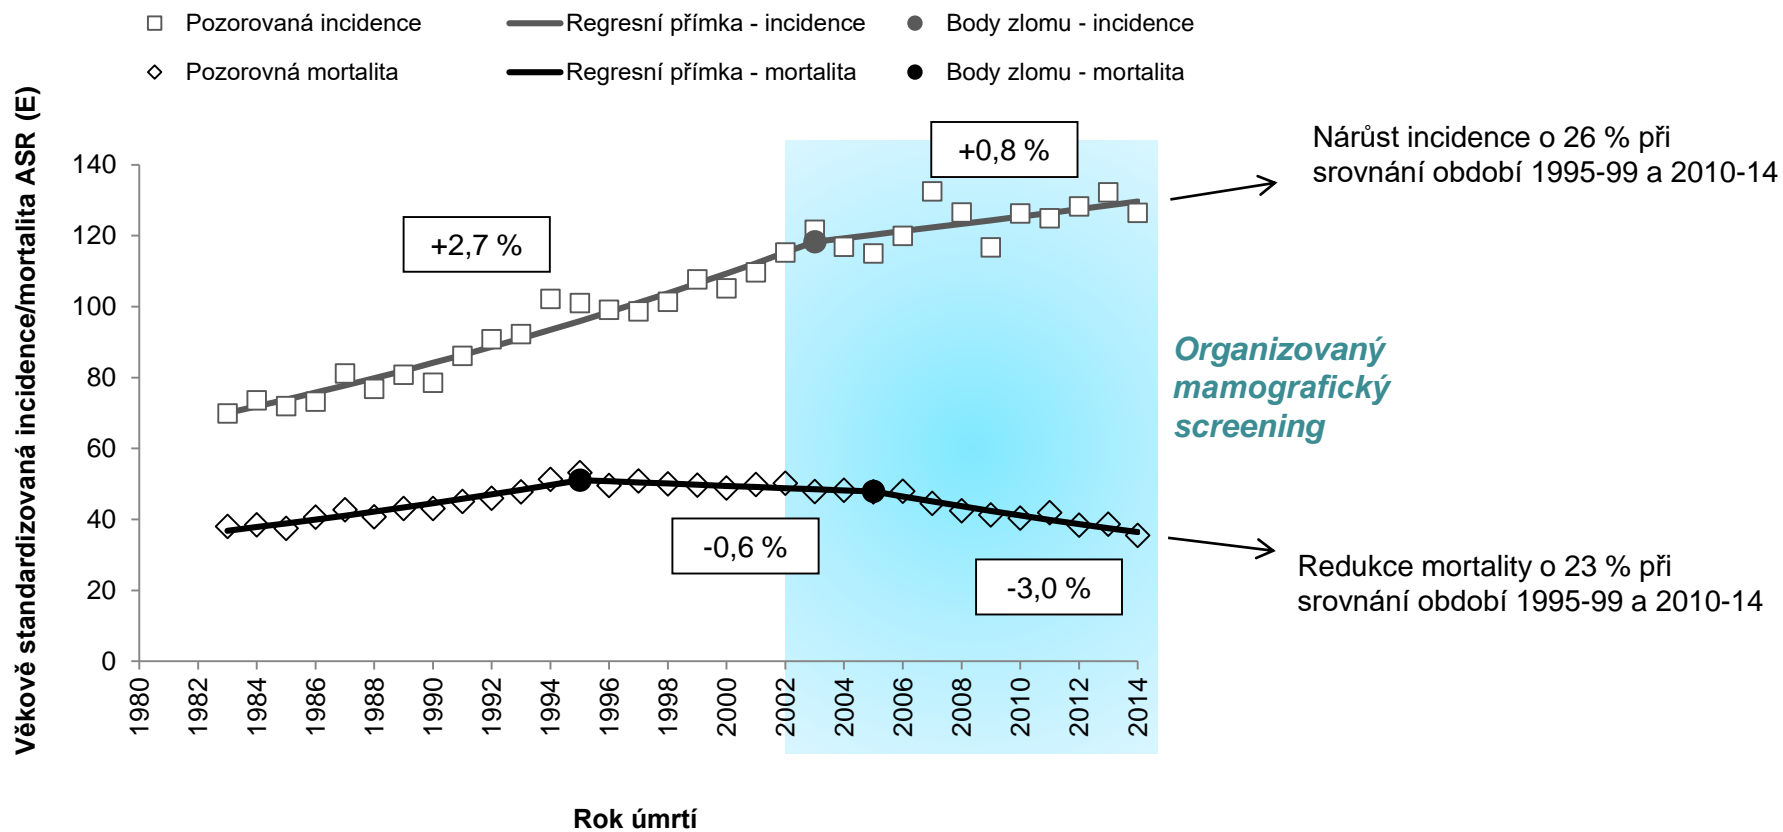 Pozorovaná incidence
Regresní přímka - incidence
Body zlomu - incidence
Pozorovná mortalita
Regresní přímka - mortalita
Body zlomu - mortalita
Věkově standardizovaná incidence/mortalita ASR (E)
140
120
100
80
60
40
20
0
+2,7 %
+0,8 %
-0,6 %
-3,0 %
Nárůst incidence o 26 % při
srovnání období 1995-99 a 2010-14
Organizovaný
mamografický
screening
Redukce mortality o 23 % při
srovnání období 1995-99 a 2010-14
1980
1982
1984
1986
1988
1990
1992
1994
1996
1998
2000
2002
2004
2006
2008
2010
2012
2014
Rok úmrtí